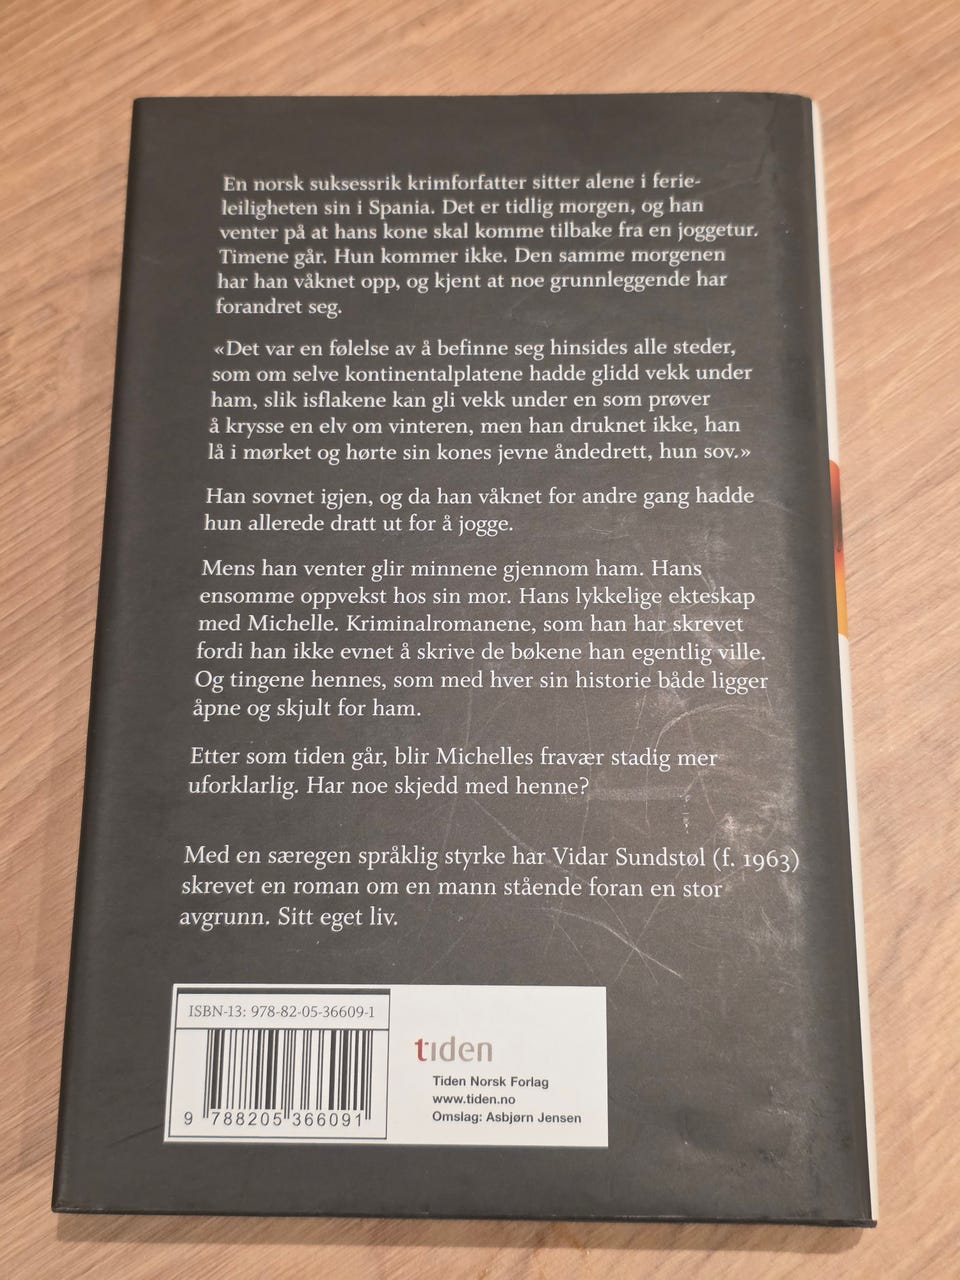 En norsk suksessrik krimforfatter sitter alene i ferie-
leiligheten sin i Spania. Det er tidlig morgen, og han
venter på at hans kone skal komme tilbake fra en joggetur.
Timene går. Hun kommer ikke. Den samme morgenen
har han våknet opp, og kjent at noe grunnleggende har
forandret seg.
«Det var en følelse av å befinne seg hinsides alle steder,
som om selve kontinentalplatene hadde glidd vekk under
ham, slik isflakene kan gli vekk under en som prøver
å krysse en elv om vinteren, men han druknet ikke, han
lå i mørket og hørte sin kones jevne åndedrett, hun sov.»
Han sovnet igjen, og da han våknet for andre gang hadde
hun allerede dratt ut for å jogge.
Mens han venter glir minnene gjennom ham. Hans
ensomme oppvekst hos sin mor. Hans lykkelige ekteskap
med Michelle. Kriminalromanene, som han har skrevet
fordi han ikke evnet å skrive de bøkene han egentlig ville.
Og tingene hennes, som med hver sin historie både ligger
åpne og skjult for ham.
Etter som tiden går, blir Michelles fravær stadig mer
uforklarlig. Har noe skjedd med henne?
Med en særegen språklig styrke har Vidar Sundstøl (f. 1963)
skrevet en roman om en mann stående foran en stor
avgrunn. Sitt eget liv.
ISBN-13: 978-82-05-36609-1
9 788205 366091
tiden
Tiden Norsk Forlag
www.tiden.no
Omslag: Asbjørn Jensen